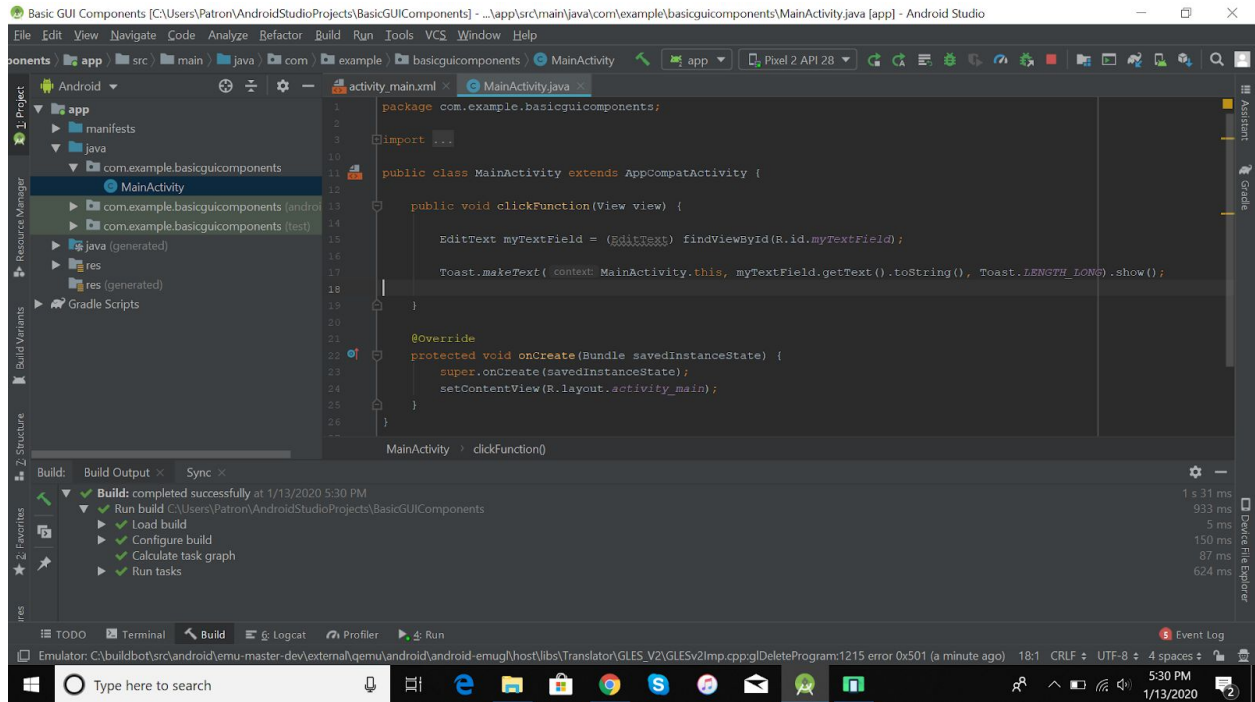 Basic GUI Components [C:\Users\Patron\AndroidStudioProjects\BasicGUIComponents] - ...\app\src\main\java\com\example\basicguicomponents\MainActivity.java [app] - Android Studio
File Edit View Navigate Code Analyze Refactor Build Run Tools VCS Window Help
ponents app src main java com example basicguicomponents MainActivity app Pixel 2 API 28
Android activity_main.xml MainActivity.java
1: Project
Resource Manager
Build Variants
Z: Structure
2: Favorites
app
manifests
java
com.example.basicguicomponents
MainActivity
com.example.basicguicomponents (androi
com.example.basicguicomponents (test)
java (generated)
res
res (generated)
Gradle Scripts
1 package com.example.basicguicomponents;
2
3 import ...
10
11 public class MainActivity extends AppCompatActivity {
12
13 public void clickFunction(View view) {
14
15 EditText myTextField = (EditText) findViewById(R.id.myTextField);
16
17 Toast.makeText( context: MainActivity.this, myTextField.getText().toString(), Toast.LENGTH_LONG).show();
18
19 }
20
21 @Override
22 protected void onCreate(Bundle savedInstanceState) {
23 super.onCreate(savedInstanceState);
24 setContentView(R.layout.activity_main);
25 }
26 }
MainActivity clickFunction()
Assistant
Gradle
Device File Explorer
Build: Build Output Sync
Build: completed successfully at 1/13/2020 5:30 PM 1 s 31 ms
Run build C:\Users\Patron\AndroidStudioProjects\BasicGUIComponents 933 ms
Load build 5 ms
Configure build 150 ms
Calculate task graph 87 ms
Run tasks 624 ms
TODO Terminal Build 6: Logcat Profiler 4: Run 5 Event Log
Emulator: C:\buildbot\src\android\emu-master-dev\external\qemu\android\android-emugl\host\libs\Translator\GLES_V2\GLESv2Imp.cpp:glDeleteProgram:1215 error 0x501 (a minute ago) 18:1 CRLF UTF-8 4 spaces
Type here to search
5:30 PM
1/13/2020
2